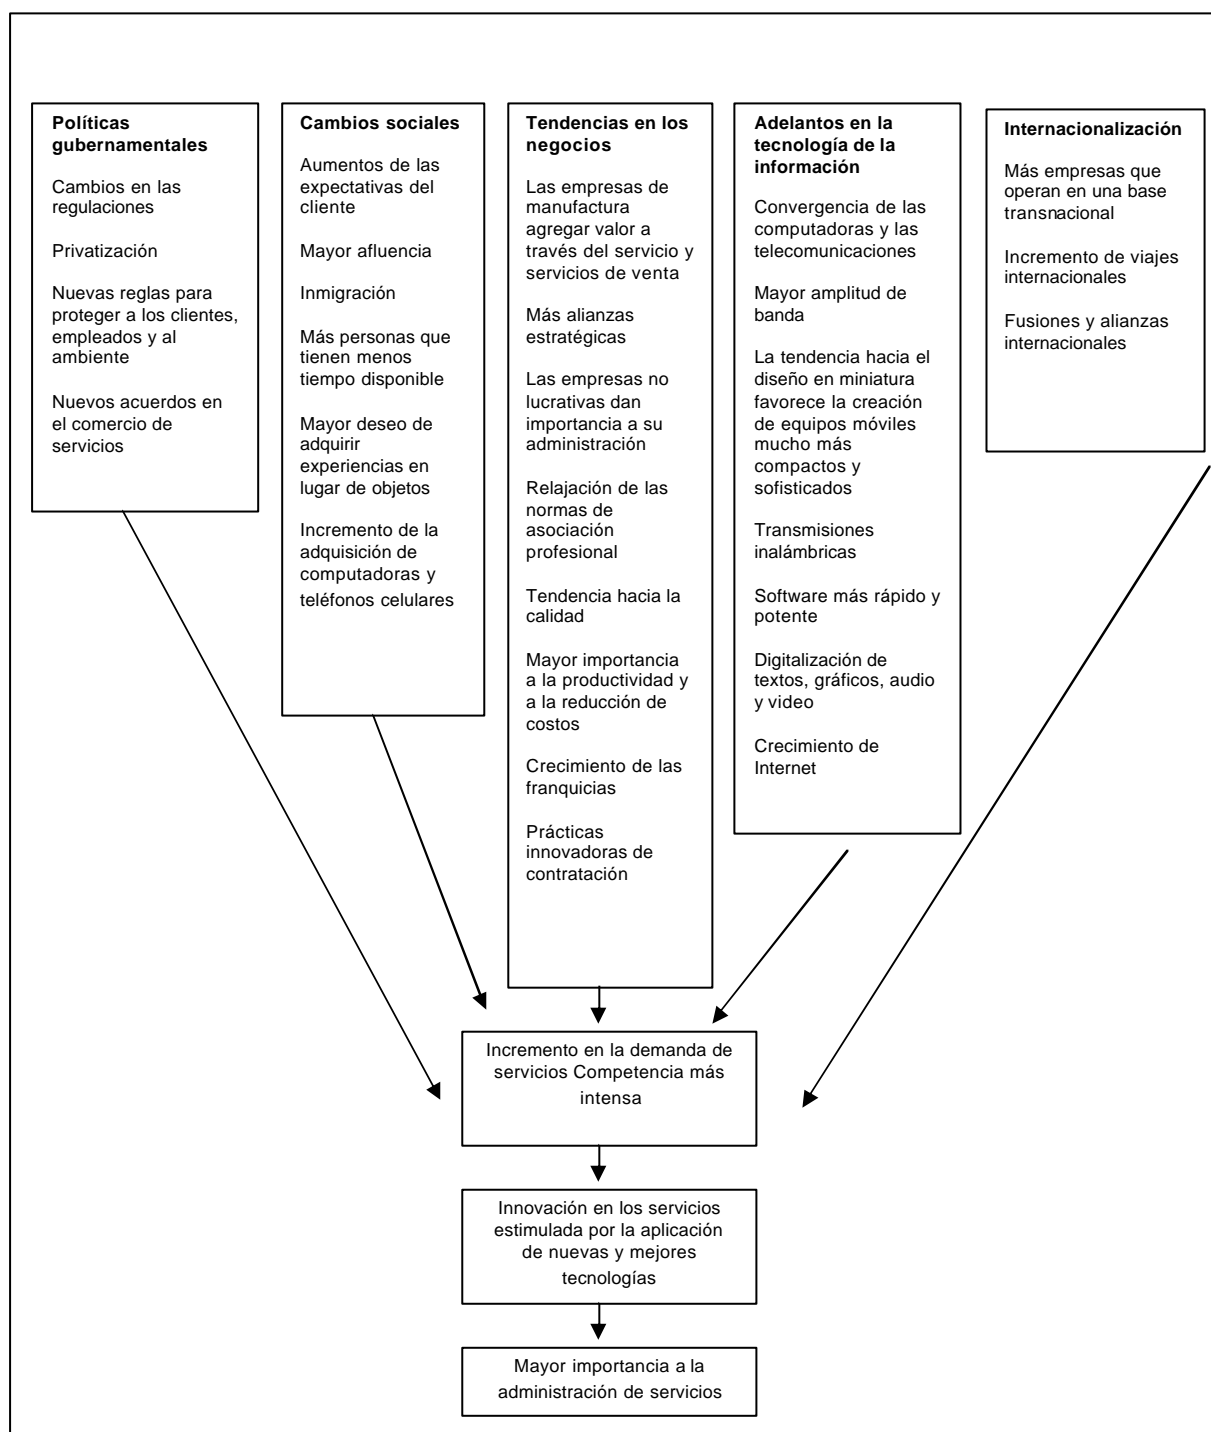 Políticas
gubernamentales
Cambios en las
regulaciones
Privatización
Nuevas reglas para
proteger a los clientes,
empleados y al
ambiente
Nuevos acuerdos en
el comercio de
servicios
Cambios sociales
Aumentos de las
expectativas del
cliente
Mayor afluencia
Inmigración
Más personas que
tienen menos
tiempo disponible
Mayor deseo de
adquirir
experiencias en
lugar de objetos
Incremento de la
adquisición de
computadoras y
teléfonos celulares
Tendencias en los
negocios
Las empresas de
manufactura
agregar valor a
través del servicio y
servicios de venta
Más alianzas
estratégicas
Las empresas no
lucrativas dan
importancia a su
administración
Relajación de las
normas de
asociación
profesional
Tendencia hacia la
calidad
Mayor importancia
a la productividad y
a la reducción de
costos
Crecimiento de las
franquicias
Prácticas
innovadoras de
contratación
Adelantos en la
tecnología de la
información
Convergencia de las
computadoras y las
telecomunicaciones
Mayor amplitud de
banda
La tendencia hacia el
diseño en miniatura
favorece la creación
de equipos móviles
mucho más
compactos y
sofisticados
Transmisiones
inalámbricas
Software más rápido y
potente
Digitalización de
textos, gráficos, audio
y video
Crecimiento de
Internet
Internacionalización
Más empresas que
operan en una base
transnacional
Incremento de viajes
internacionales
Fusiones y alianzas
internacionales
Incremento en la demanda de
servicios Competencia más
intensa
Innovación en los servicios
estimulada por la aplicación
de nuevas y mejores
tecnologías
Mayor importancia a la
administración de servicios